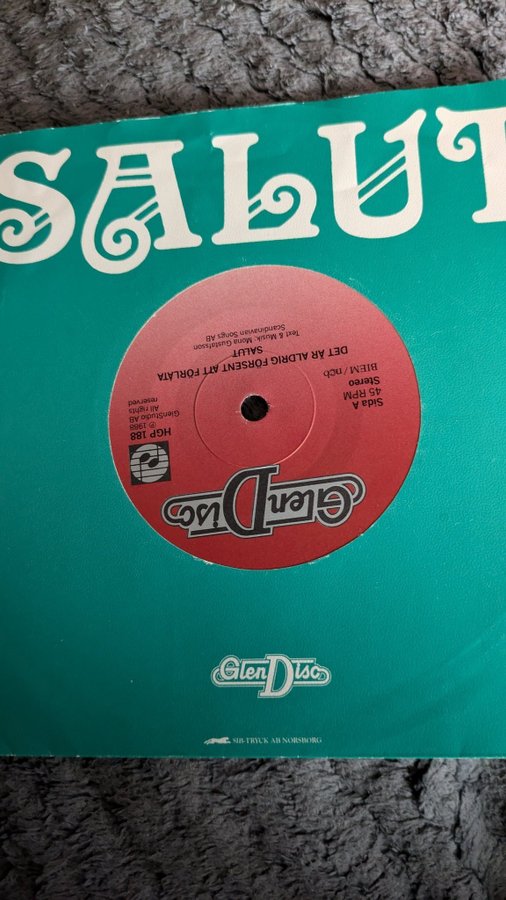 SALUT
GlenDisc
HGP 188
℗ 1988
GlenStudio AB
All rights
reserved
Sida A
45 RPM
Stereo
BIEM / ncb
DET ÄR ALDRIG FÖRSENT ATT FÖRLÅTA
SALUT
Text & Musik: Mona Gustafsson
Scandinavian Songs AB
GlenDisc
SIB-TRYCK AB NORSBORG